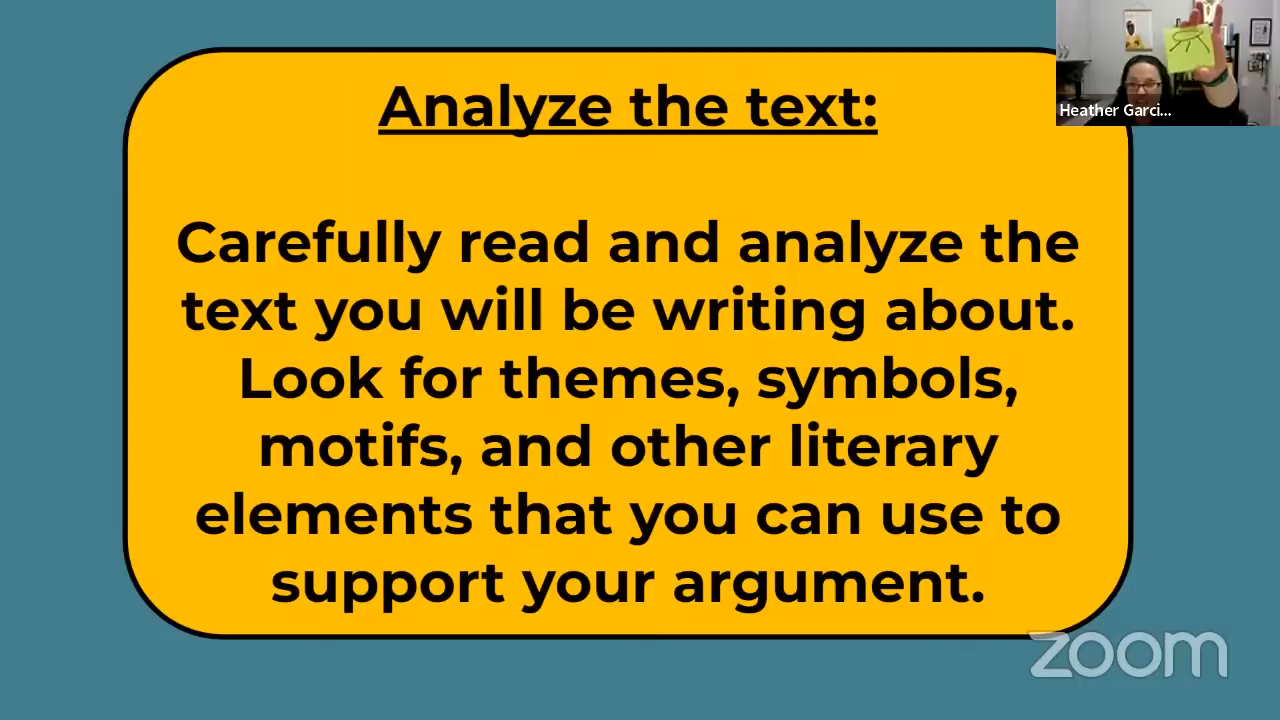 Analyze the text:
Heather Garci...
Carefully read and analyze the
text you will be writing about.
Look for themes, symbols,
motifs, and other literary
elements that you can use to
support your argument.
zoom